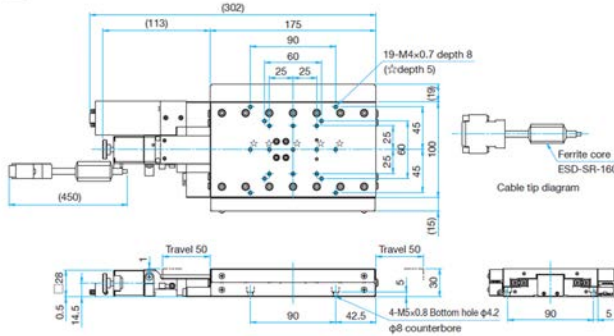 (302)
(113)
175
90
60
25 25
19-M4×0.7 depth 8
(☆depth 5)
(19)
45
25
60
100
25
45
(15)
(450)
Ferrite core
ESD-SR-160
Cable tip diagram
Travel 50
Travel 50
1
□28
0.5
14.5
5
30
90
42.5
4-M5×0.8 Bottom hole φ4.2
φ8 counterbore
90
5